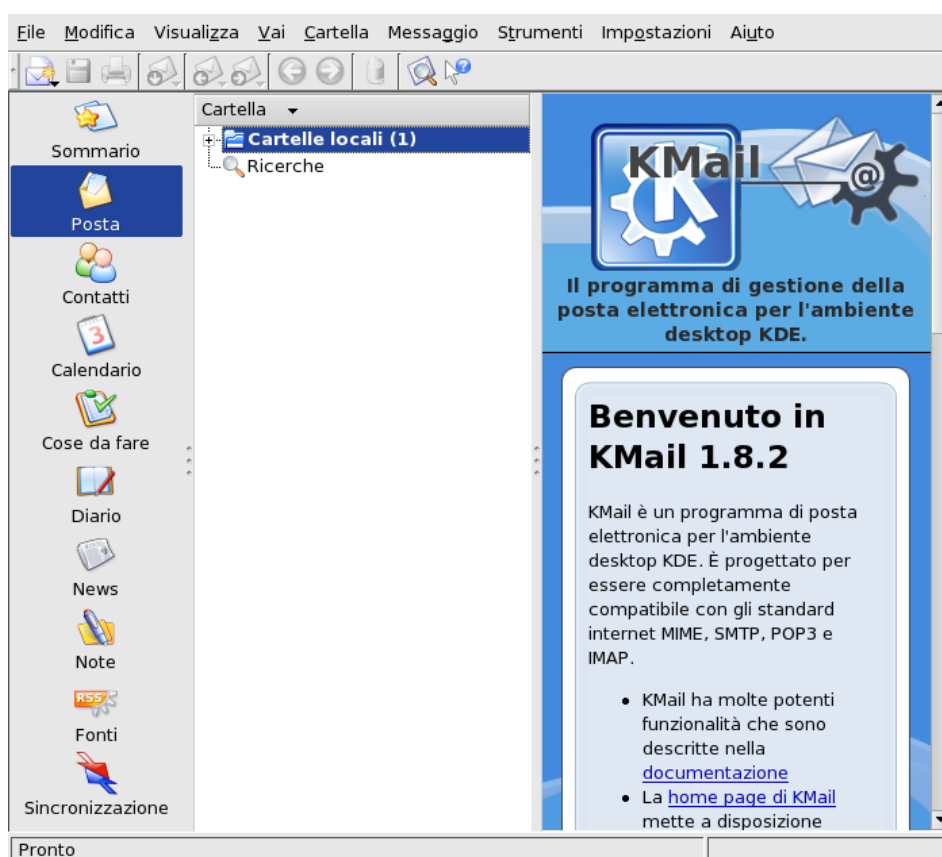 File Modifica Visualizza Vai Cartella Messaggio Strumenti Impostazioni Aiuto
Sommario
Posta
Contatti
3
Calendario
Cose da fare
Diario
News
Note
RSS
Fonti
Sincronizzazione
Cartella
Cartelle locali (1)
Ricerche
KMail
@
Il programma di gestione della
posta elettronica per l'ambiente
desktop KDE.
Benvenuto in
KMail 1.8.2
KMail è un programma di posta
elettronica per l'ambiente
desktop KDE. È progettato per
essere completamente
compatibile con gli standard
internet MIME, SMTP, POP3 e
IMAP.
• KMail ha molte potenti
funzionalità che sono
descritte nella
documentazione
• La home page di KMail
mette a disposizione
Pronto